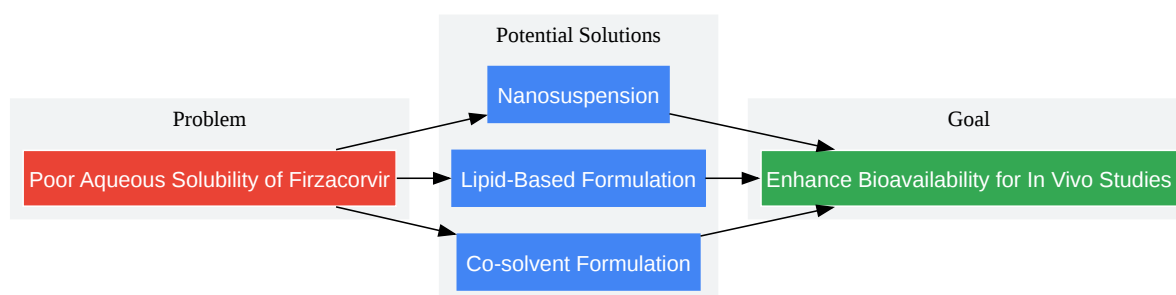 Potential Solutions
Nanosuspension
Problem
Goal
Poor Aqueous Solubility of Firzacorvir
Lipid-Based Formulation
Enhance Bioavailability for In Vivo Studies
Co-solvent Formulation